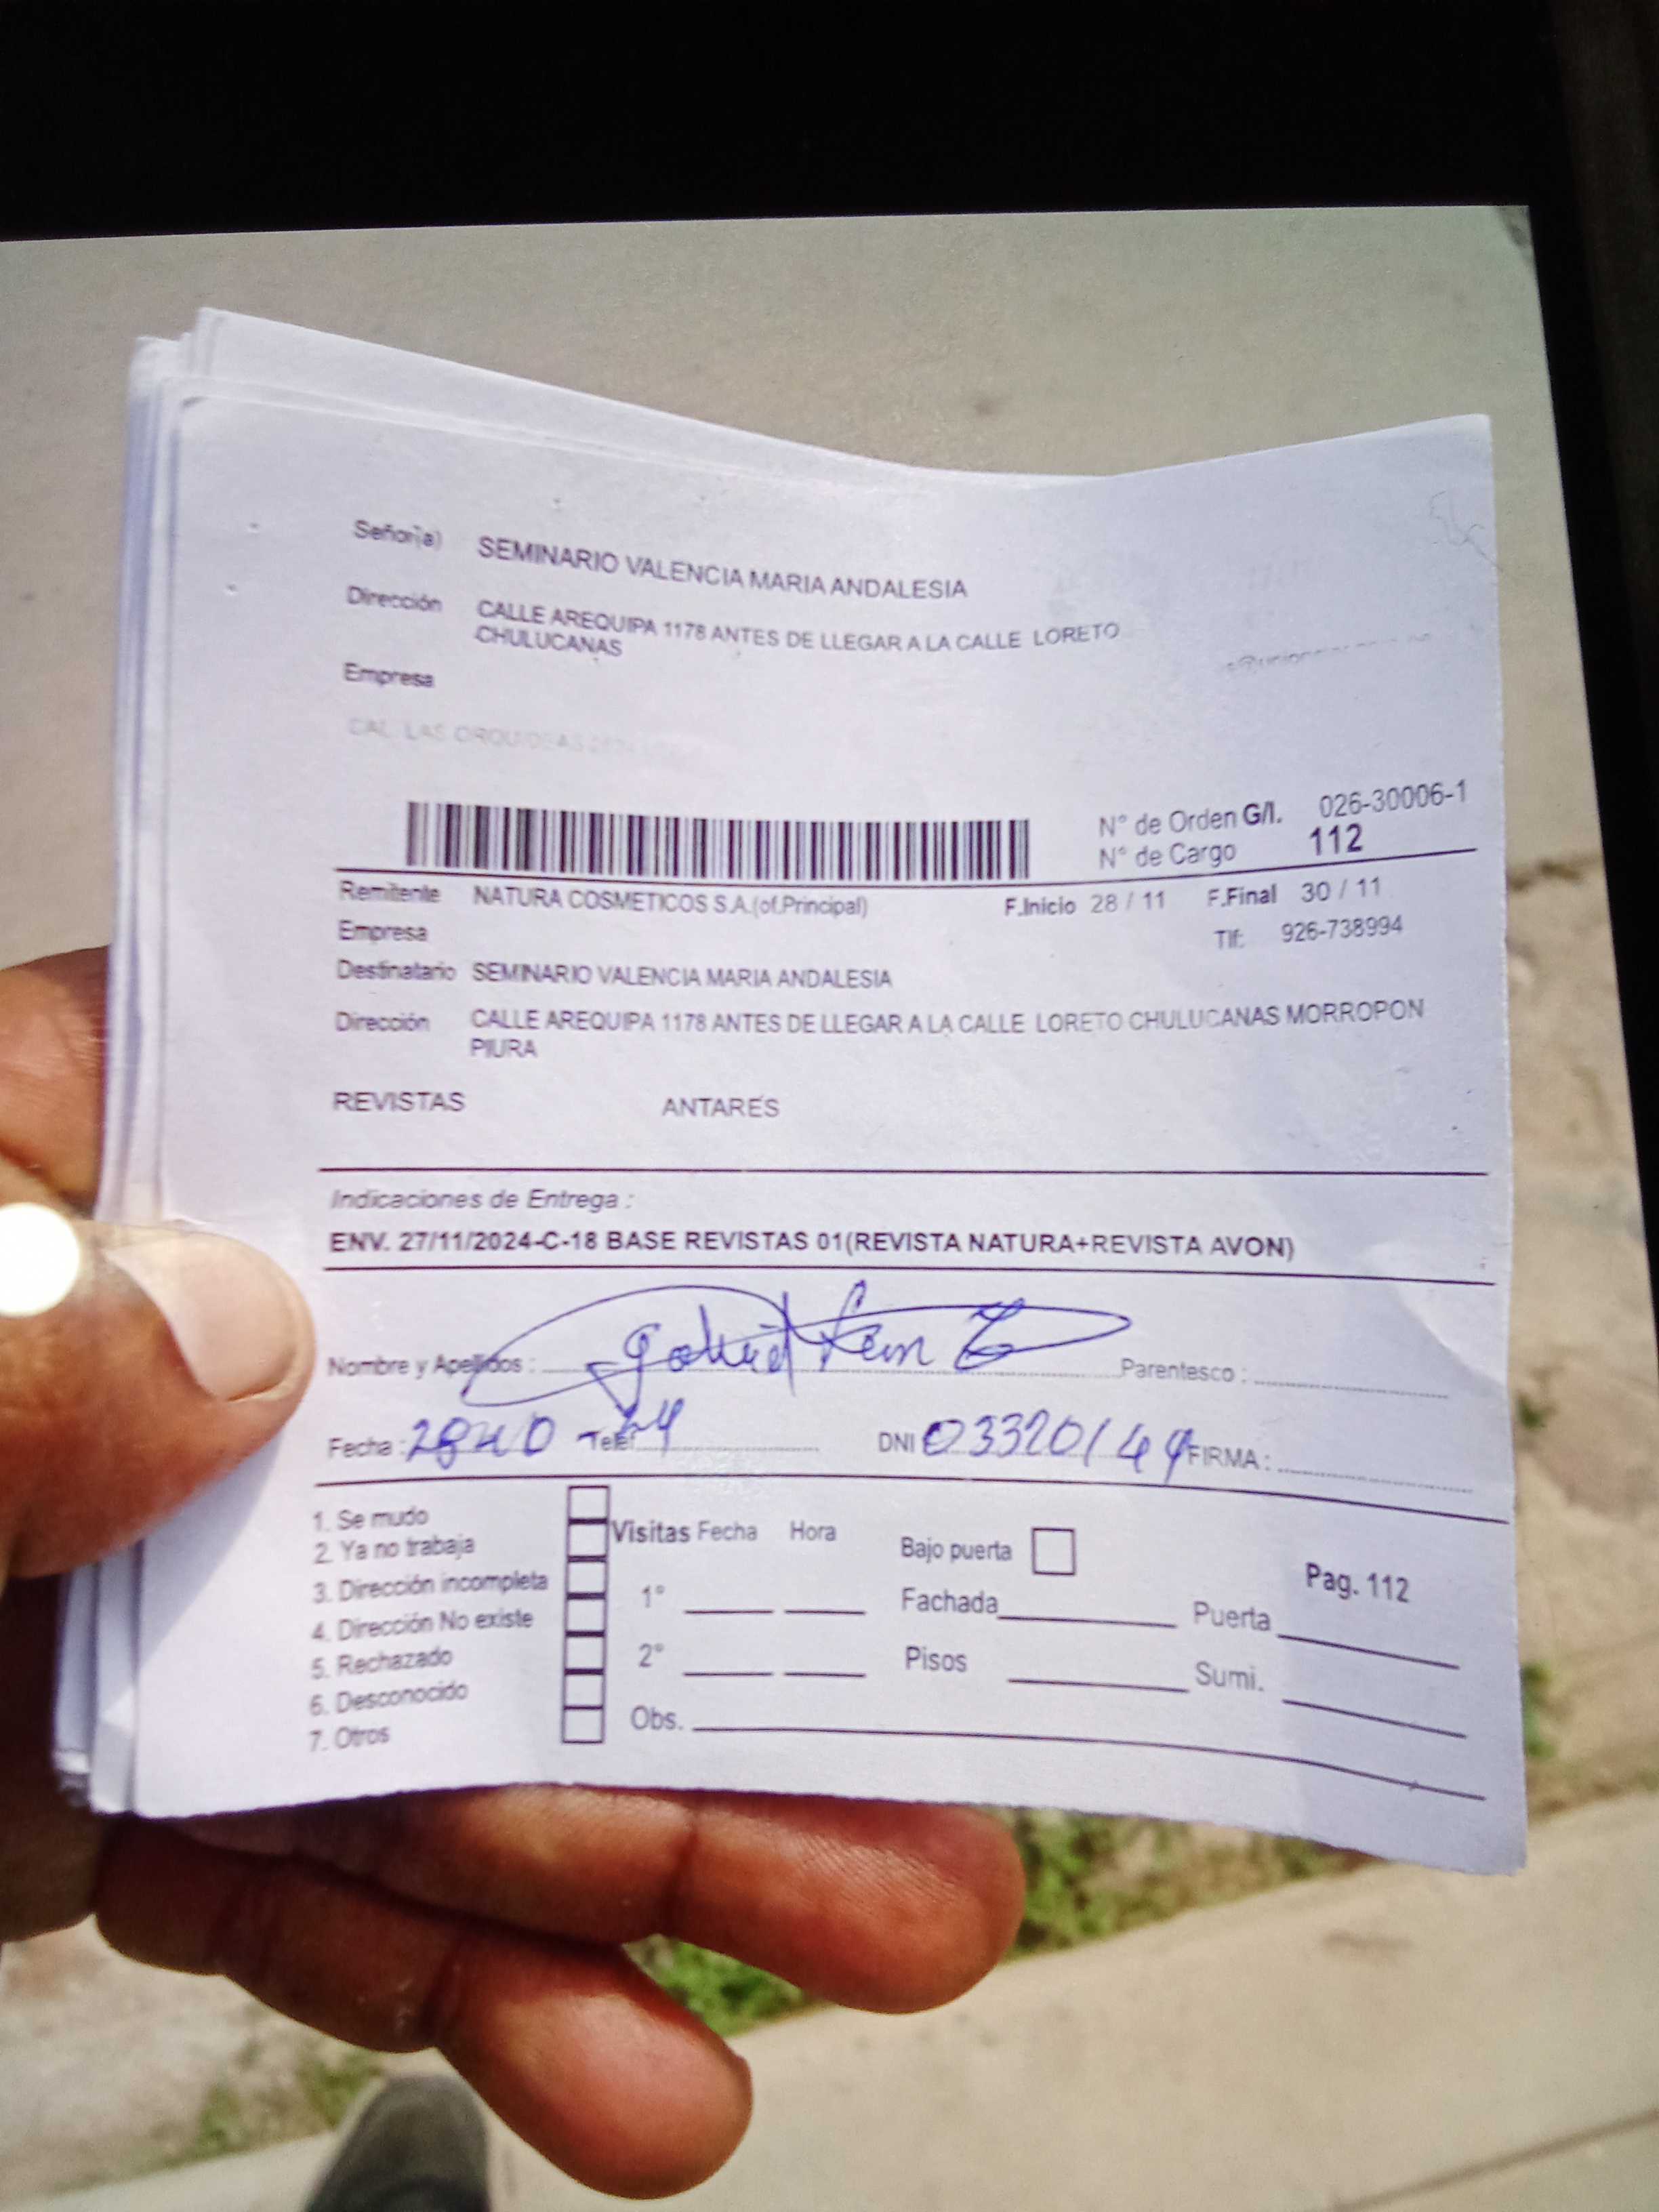 Señor(a) SEMINARIO VALENCIA MARIA ANDALESIA
Dirección CALLE AREQUIPA 1178 ANTES DE LLEGAR A LA CALLE LORETO
CHULUCANAS
Empresa
CAL. LAS ORQUIDEAS
N° de Orden G/I. 026-30006-1
N° de Cargo 112
Remitente NATURA COSMETICOS S.A.(of.Principal) F.Inicio 28 / 11 F.Final 30 / 11
Empresa Tlf: 926-738994
Destinatario SEMINARIO VALENCIA MARIA ANDALESIA
Dirección CALLE AREQUIPA 1178 ANTES DE LLEGAR A LA CALLE LORETO CHULUCANAS MORROPON
PIURA
REVISTAS ANTARES
Indicaciones de Entrega :
ENV. 27/11/2024-C-18 BASE REVISTAS 01(REVISTA NATURA+REVISTA AVON)
Nombre y Apellidos : Parentesco :
Fecha : Telef DNI 03320149 FIRMA :
1. Se mudo
2. Ya no trabaja
3. Dirección incompleta
4. Dirección No existe
5. Rechazado
6. Desconocido
7. Otros
Visitas Fecha Hora
1°
2°
Obs.
Bajo puerta
Fachada Puerta
Pisos Sumi.
Pag. 112